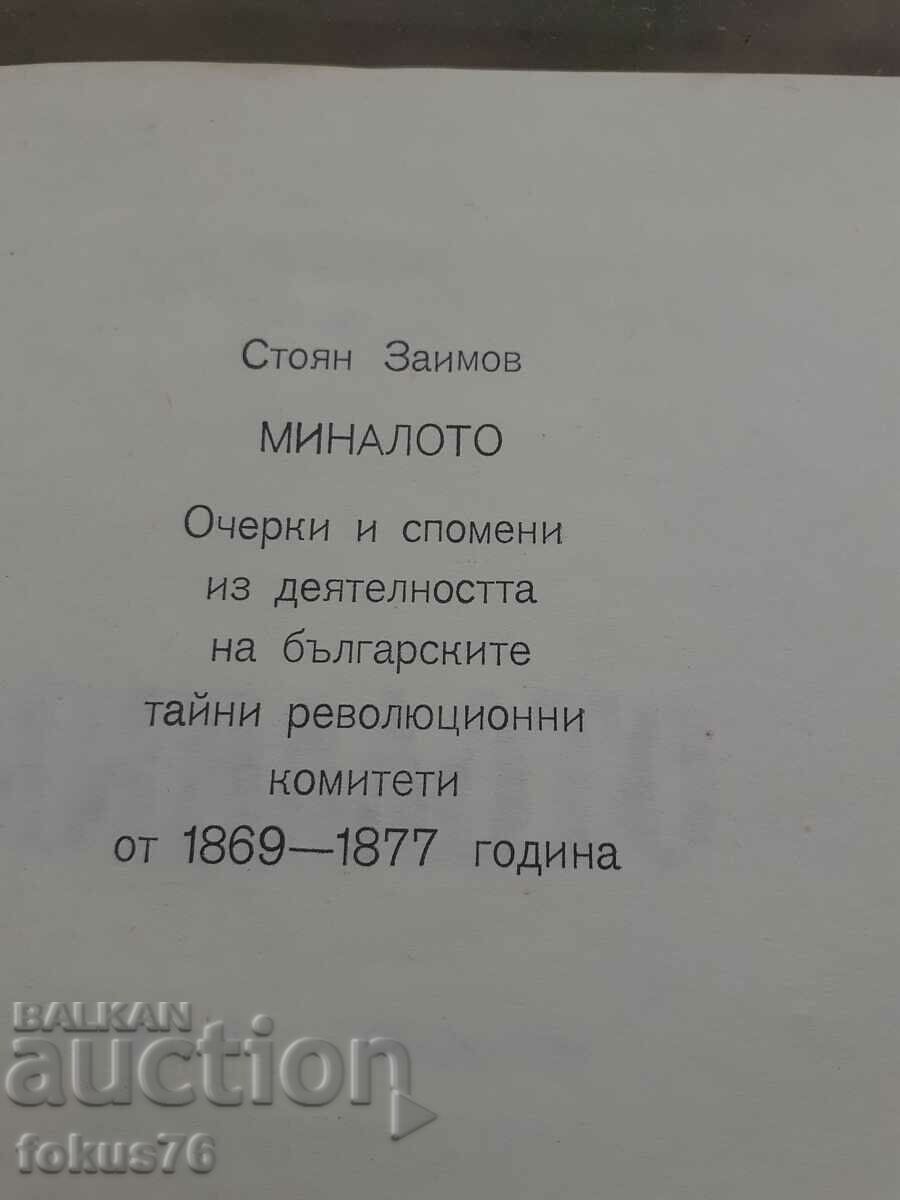 Стоян Заимов
МИНАЛОТО
Очерки и спомени
из деятелността
на българските
тайни революционни
комитети
от 1869—1877 година
BALKAN
auction
fokus76